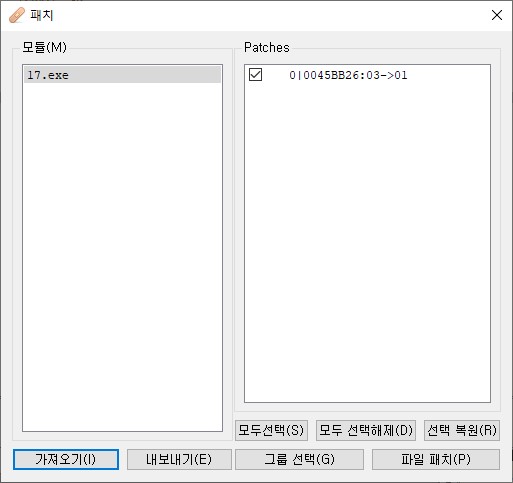 패치
모듈(M)
Patches
17.exe
0|0045BB26:03->01
모두선택(S)
모두 선택해제(D)
선택 복원(R)
가져오기(I)
내보내기(E)
그룹 선택(G)
파일 패치(P)